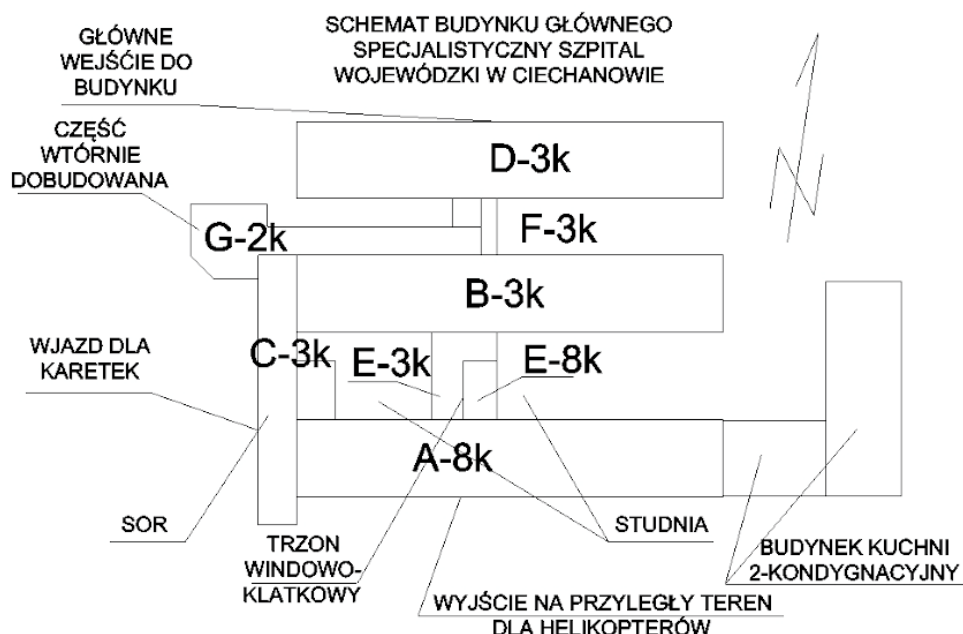 GŁÓWNE
WEJŚCIE DO
BUDYNKU
SCHEMAT BUDYNKU GŁÓWNEGO
SPECJALISTYCZNY SZPITAL
WOJEWÓDZKI W CIECHANOWIE
CZĘŚĆ
WTÓRNIE
DOBUDOWANA
D-3k
G-2k
F-3k
B-3k
WJAZD DLA
KARETEK
C-3k
E-3k
E-8k
A-8k
SOR
TRZON
WINDOWO-
KLATKOWY
STUDNIA
BUDYNEK KUCHNI
2-KONDYGNACYJNY
WYJŚCIE NA PRZYLEGŁY TEREN
DLA HELIKOPTERÓW